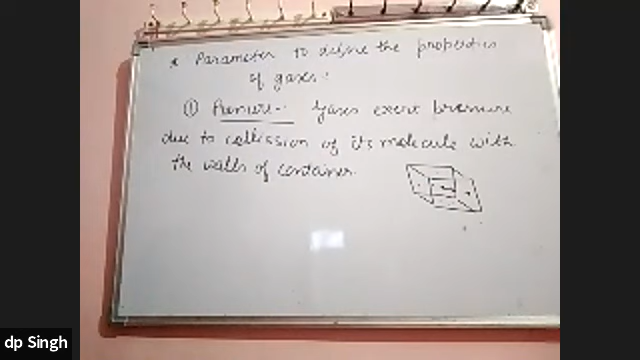 * Parameter to define the properties
of gases:
① Pressure-: Gases exert pressure
due to collission of its molecule with
the walls of container.
dp Singh